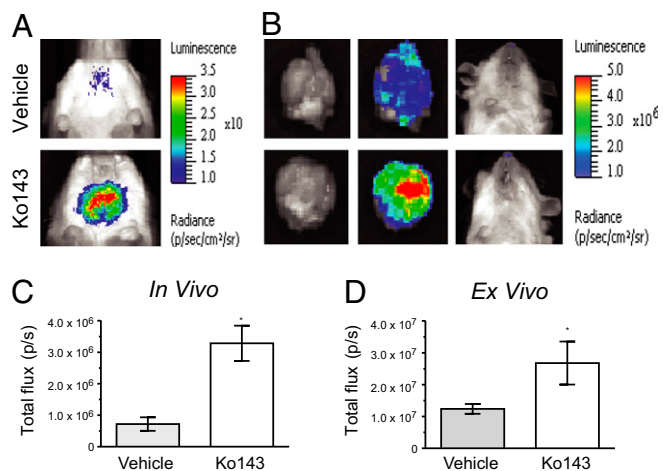 A
B
Vehicle
Ko143
Luminescence
3.5
3.0
2.5
2.0
1.5
1.0
x10
Radiance
(p/sec/cm²/sr)
Luminescence
5.0
4.0
3.0
2.0
1.0
x10⁶
Radiance
(p/sec/cm²/sr)
C
In Vivo
Total flux (p/s)
4.0 x 10⁶
3.0 x 10⁶
2.0 x 10⁶
1.0 x 10⁶
0
*
Vehicle
Ko143
D
Ex Vivo
Total flux (p/s)
4.0 x 10⁷
3.0 x 10⁷
2.0 x 10⁷
1.0 x 10⁷
0
*
Vehicle
Ko143